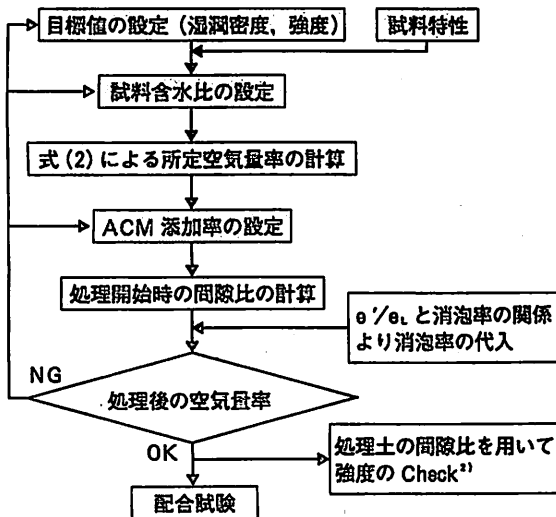 目標値の設定(湿潤密度,強度)
試料特性
試料含水比の設定
式(2)による所定空気量率の計算
ACM 添加率の設定
処理開始時の間隙比の計算
e′/eLと消泡率の関係
より消泡率の代入
NG
処理後の空気量率
OK
処理土の間隙比を用いて
強度の Check²⁾
配合試験